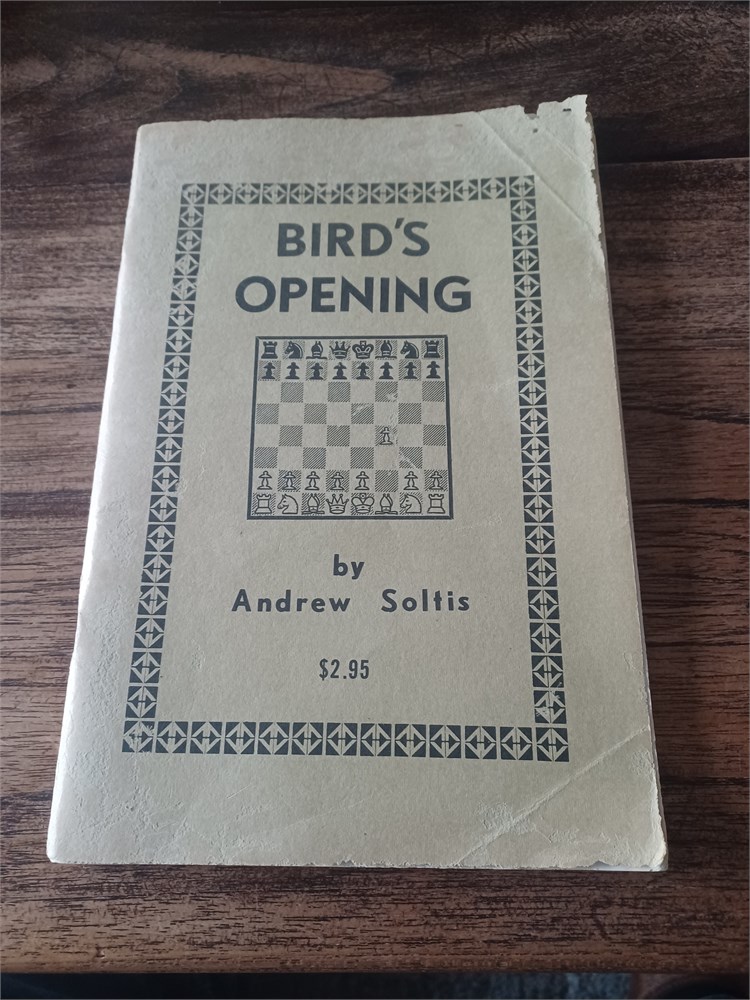 BIRD'S
OPENING
by
Andrew Soltis
$2.95